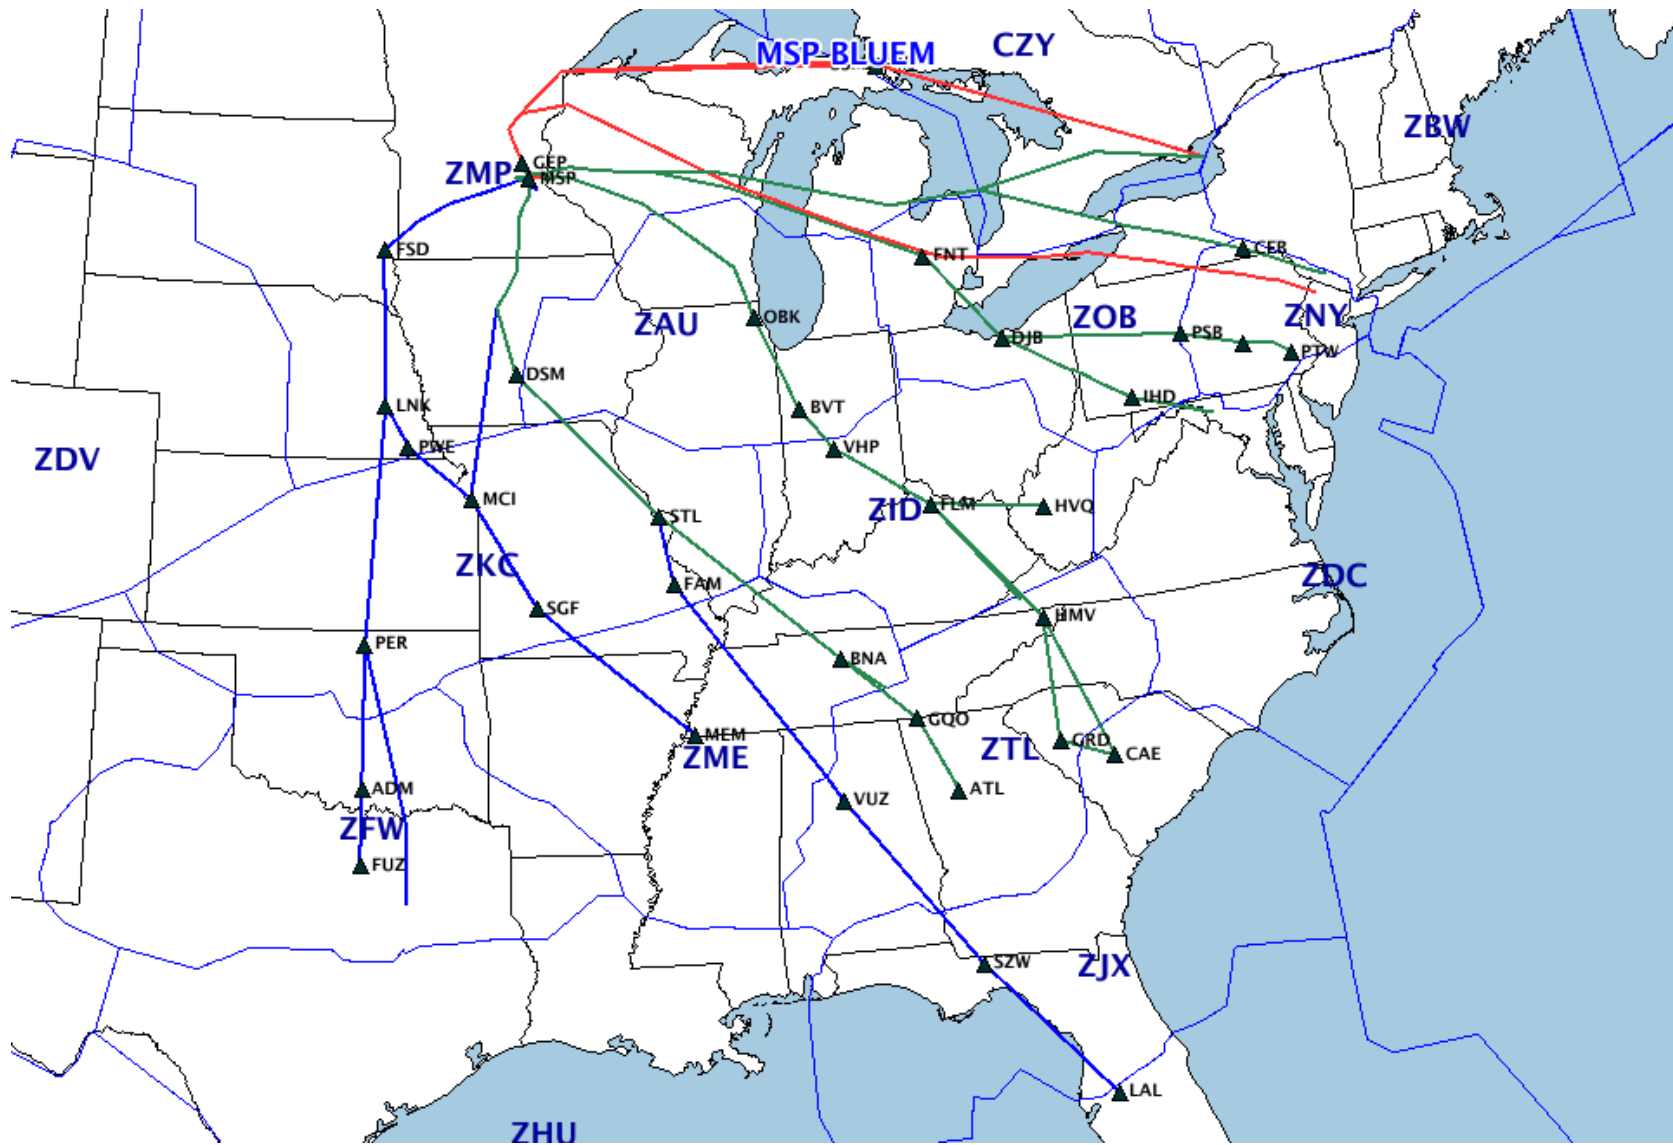 CZY
MSP BLUEM
ZBW
GEP
ZMP
MSP
FSD
CFB
FNT
OBK
ZAU
ZOB
ZNY
PSB
DJB
PTW
DSM
IHD
LNK
BVT
PWE
VHP
ZDV
MCI
FLM
HVQ
ZID
STL
ZKC
FAM
ZDC
SGF
HMV
PER
BNA
GQO
MEM
GRD
CAE
ZTL
ZME
ADM
ATL
VUZ
ZFW
FUZ
SZW
ZJX
LAL
ZHU